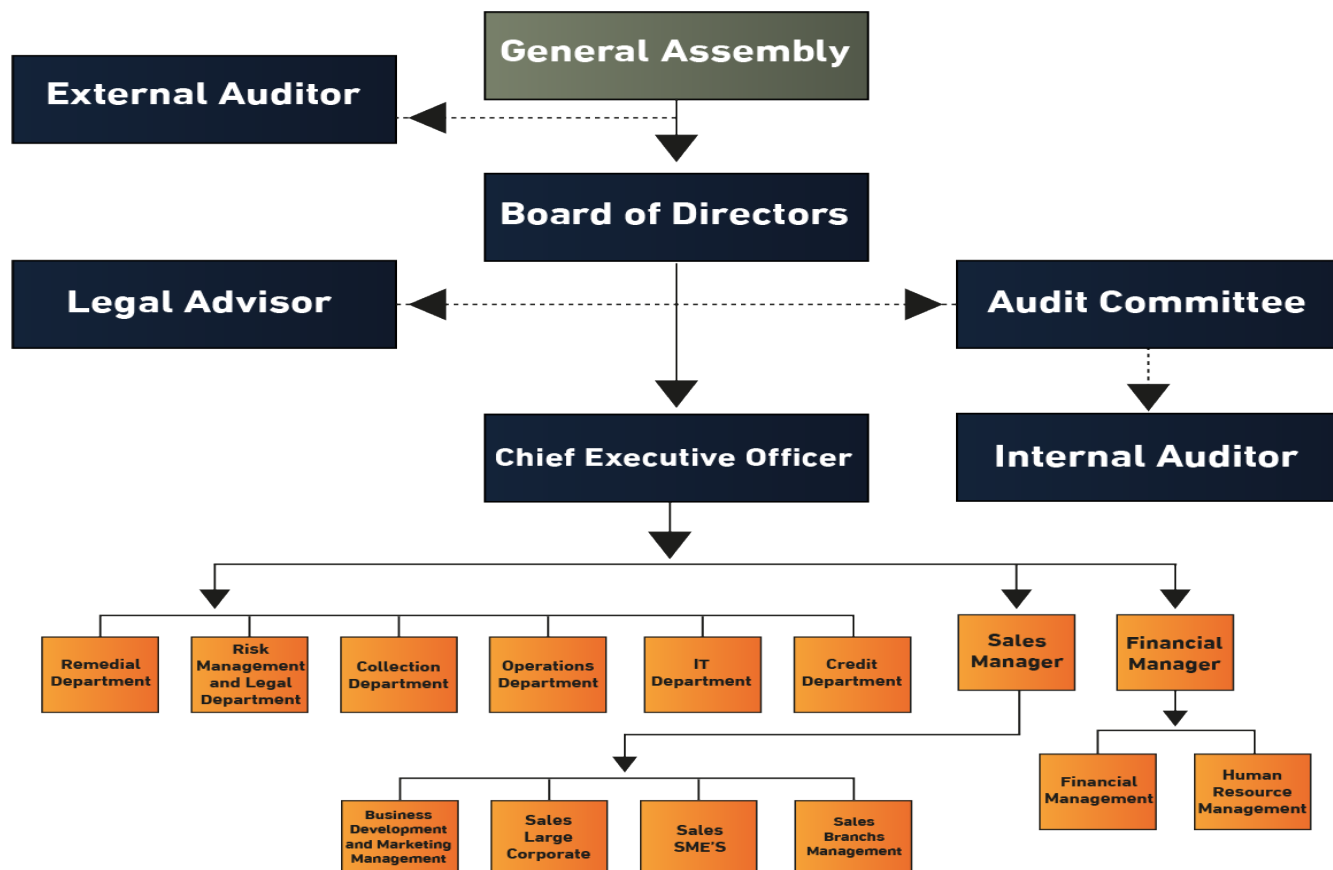 General Assembly
External Auditor
Board of Directors
Legal Advisor
Audit Committee
Chief Executive Officer
Internal Auditor
Remedial
Department
Risk
Management
and Legal
Department
Collection
Department
Operations
Department
IT
Department
Credit
Department
Sales
Manager
Financial
Manager
Business
Development
and Marketing
Management
Sales
Large
Corporate
Sales
SME'S
Sales
Branchs
Management
Financial
Management
Human
Resource
Management